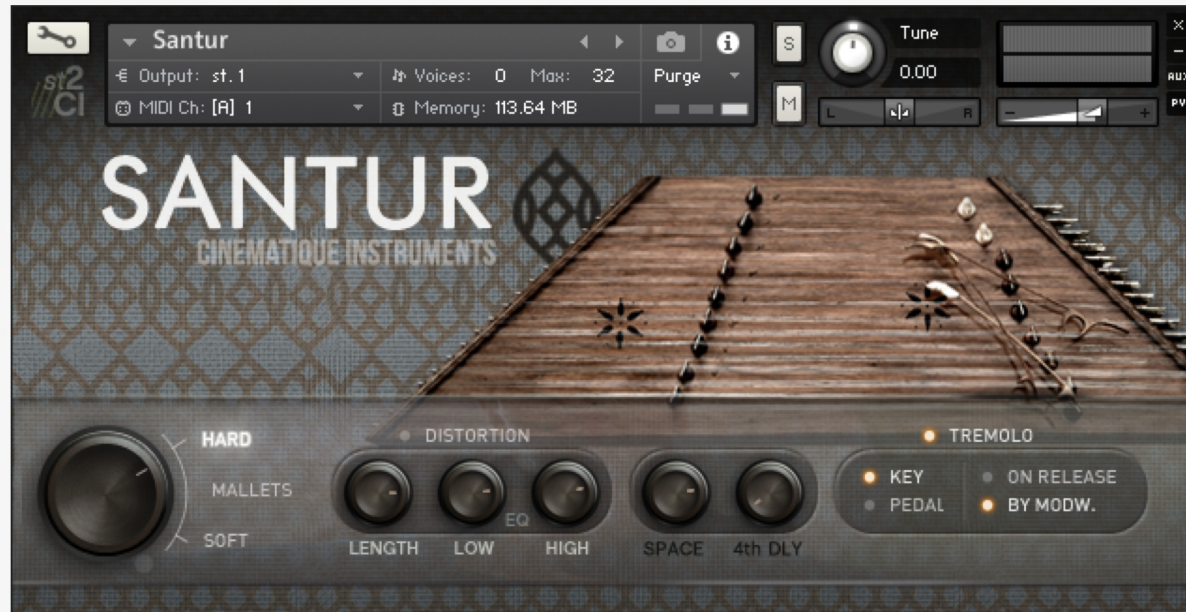 Santur
S
Tune
×
-
st2
CI
Output: st.1
Voices: 0 Max: 32
Purge
0.00
AUX
MIDI Ch: [A] 1
Memory: 113.64 MB
M
L R
- +
PV
SANTUR
CINEMATIQUE INSTRUMENTS
HARD
MALLETS
SOFT
DISTORTION
EQ
LENGTH LOW HIGH
SPACE 4th DLY
TREMOLO
KEY ON RELEASE
PEDAL BY MODW.